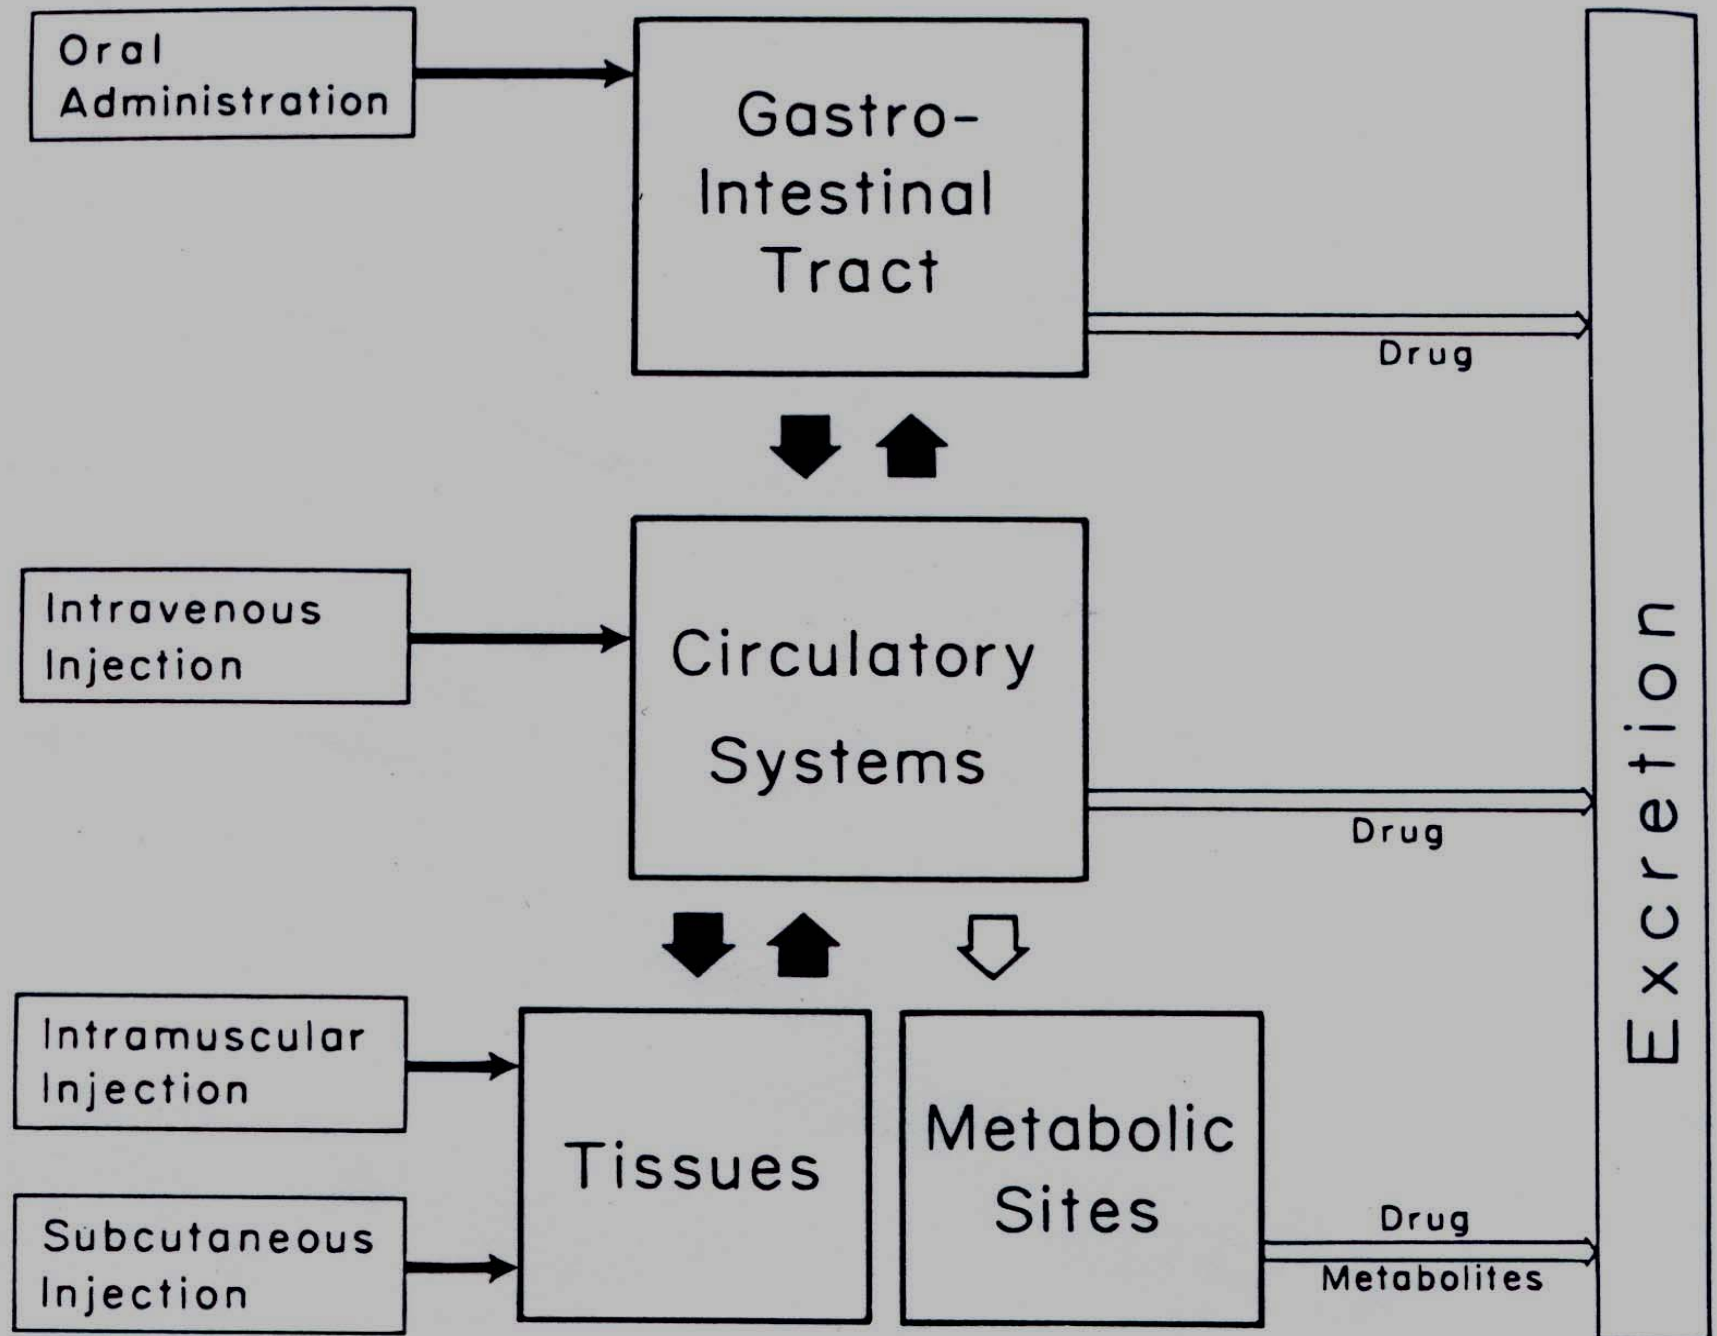 Oral
Administration
Gastro-
Intestinal
Tract
Drug
Intravenous
Injection
Circulatory
Systems
Drug
Excretion
Intramuscular
Injection
Tissues
Metabolic
Sites
Subcutaneous
Injection
Drug
Metabolites